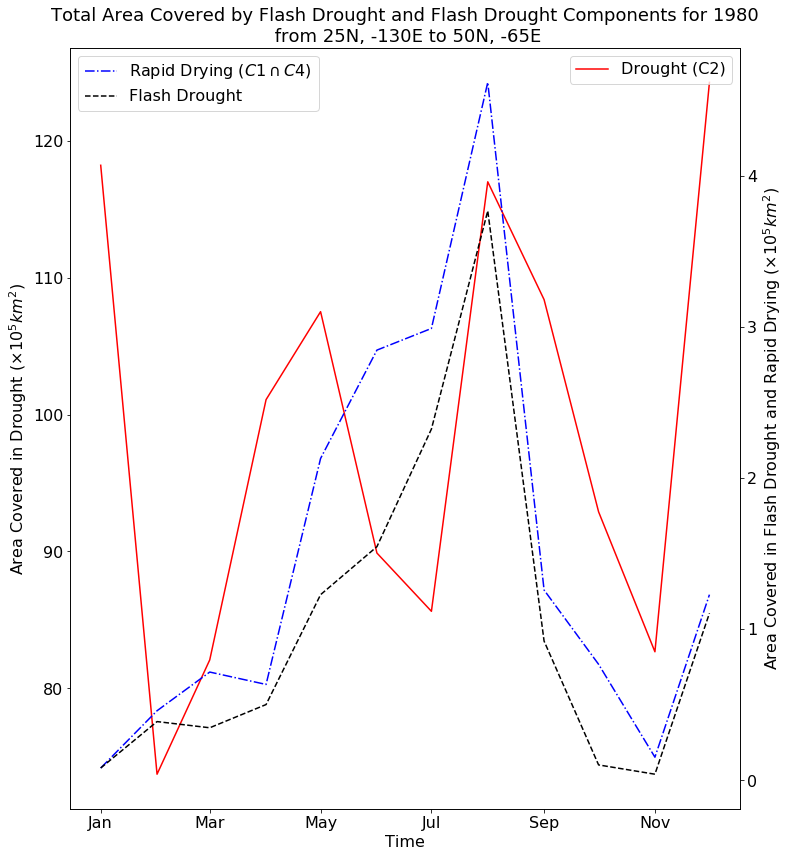 Total Area Covered by Flash Drought and Flash Drought Components for 1980
from 25N, -130E to 50N, -65E
Rapid Drying (C1 ∩ C4)
Flash Drought
Drought (C2)
Area Covered in Drought (×10⁵km²)
120
110
100
90
80
Area Covered in Flash Drought and Rapid Drying (×10⁵km²)
4
3
2
1
0
Jan Mar May Jul Sep Nov
Time